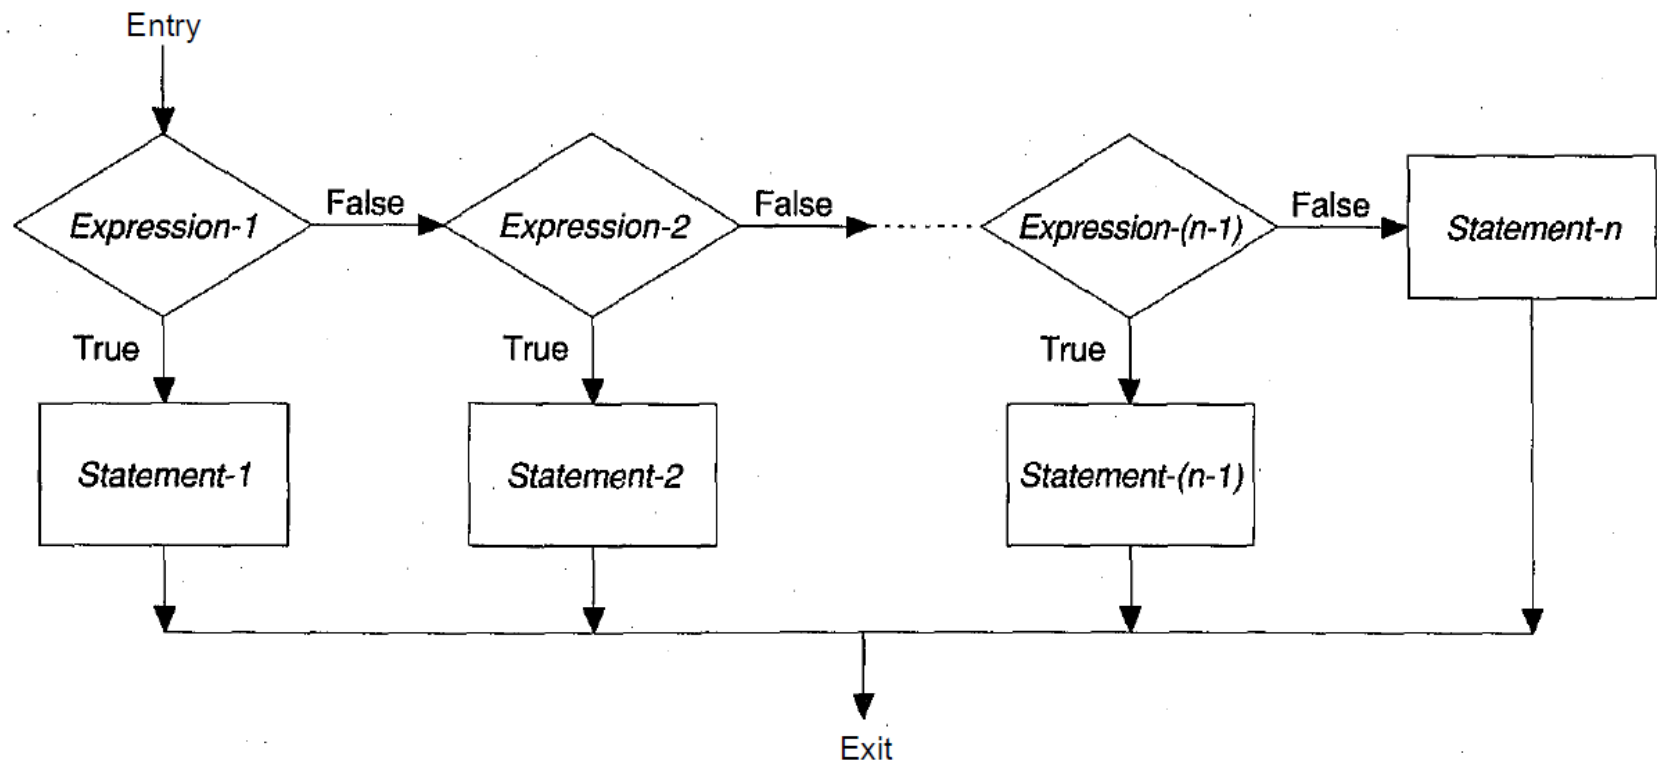 Entry
Expression-1
False
Expression-2
False
Expression-(n-1)
False
Statement-n
True
True
True
Statement-1
Statement-2
Statement-(n-1)
Exit